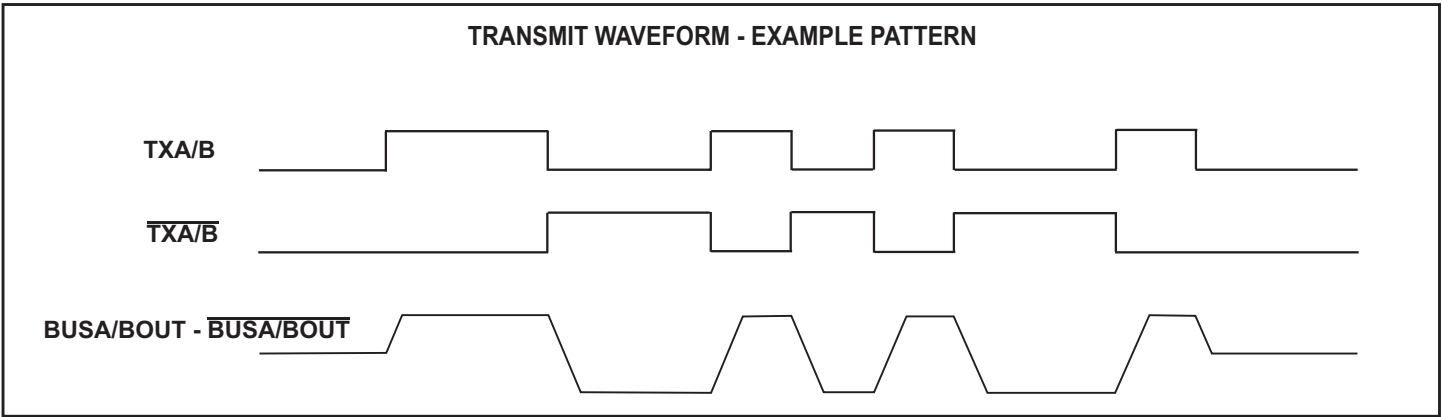 TRANSMIT WAVEFORM - EXAMPLE PATTERN
TXA/B
TXA/B
BUSA/BOUT - BUSA/BOUT